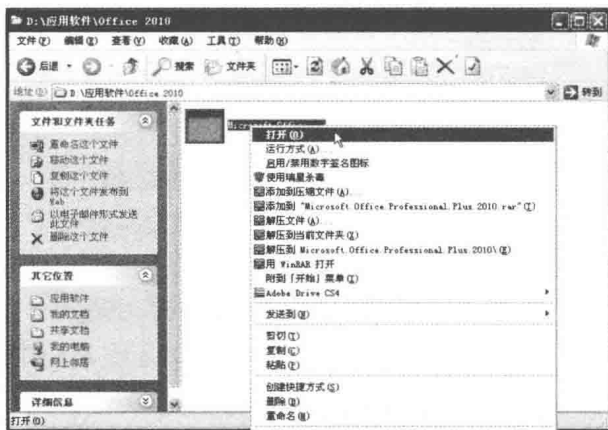 D:\应用软件\Office 2010
文件(F) 编辑(E) 查看(V) 收藏(A) 工具(T) 帮助(H)
后退 搜索 文件夹
地址(D) D:\应用软件\Office 2010 转到
文件和文件夹任务
重命名这个文件
移动这个文件
复制这个文件
将这个文件发布到
Web
以电子邮件形式发送
此文件
删除这个文件
其它位置
应用软件
我的文档
共享文档
我的电脑
网上邻居
详细信息
Microsoft.Office
打开(O)
运行方式(A)...
启用/禁用数字签名图标
使用瑞星杀毒
添加到压缩文件(A)...
添加到 "Microsoft.Office.Professional.Plus 2010.rar"(T)
解压文件(A)...
解压到当前文件夹(X)
解压到 Microsoft.Office.Professional.Plus 2010\(E)
用 WinRAR 打开
附到「开始」菜单(I)
Adobe Drive CS4
发送到(N)
剪切(T)
复制(C)
粘贴(P)
创建快捷方式(S)
删除(D)
重命名(M)
打开(O)